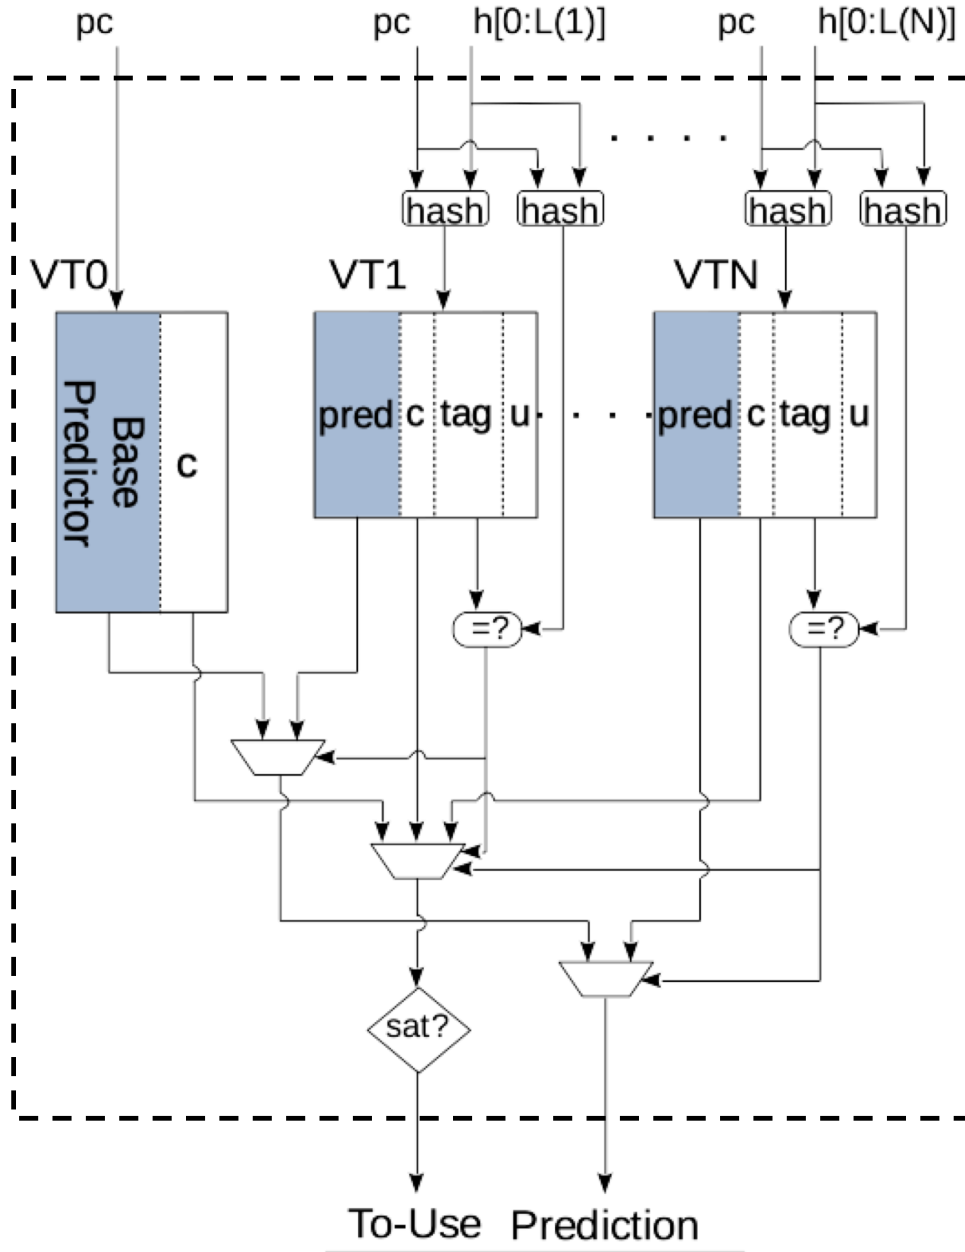 pc pc h[0:L(1)] pc h[0:L(N)]
. . . .
hash hash hash hash
VT0 VT1 VTN
Base Predictor c
pred c tag u . . . . pred c tag u
=? =?
sat?
To-Use Prediction